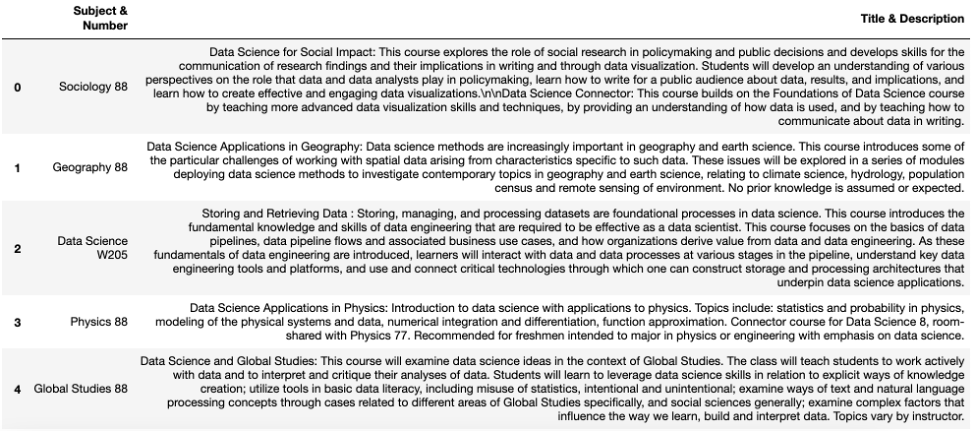 Subject &
Number
Title & Description
Data Science for Social Impact: This course explores the role of social research in policymaking and public decisions and develops skills for the
communication of research findings and their implications in writing and through data visualization. Students will develop an understanding of various
perspectives on the role that data and data analysts play in policymaking, learn how to write for a public audience about data, results, and implications, and
0 Sociology 88 learn how to create effective and engaging data visualizations.\n\nData Science Connector: This course builds on the Foundations of Data Science course
by teaching more advanced data visualization skills and techniques, by providing an understanding of how data is used, and by teaching how to
communicate about data in writing.
Data Science Applications in Geography: Data science methods are increasingly important in geography and earth science. This course introduces some of
the particular challenges of working with spatial data arising from characteristics specific to such data. These issues will be explored in a series of modules
1 Geography 88 deploying data science methods to investigate contemporary topics in geography and earth science, relating to climate science, hydrology, population
census and remote sensing of environment. No prior knowledge is assumed or expected.
Storing and Retrieving Data : Storing, managing, and processing datasets are foundational processes in data science. This course introduces the
fundamental knowledge and skills of data engineering that are required to be effective as a data scientist. This course focuses on the basics of data
2 Data Science
W205
pipelines, data pipeline flows and associated business use cases, and how organizations derive value from data and data engineering. As these
fundamentals of data engineering are introduced, learners will interact with data and data processes at various stages in the pipeline, understand key data
engineering tools and platforms, and use and connect critical technologies through which one can construct storage and processing architectures that
underpin data science applications.
Data Science Applications in Physics: Introduction to data science with applications to physics. Topics include: statistics and probability in physics,
3 Physics 88 modeling of the physical systems and data, numerical integration and differentiation, function approximation. Connector course for Data Science 8, room-
shared with Physics 77. Recommended for freshmen intended to major in physics or engineering with emphasis on data science.
Data Science and Global Studies: This course will examine data science ideas in the context of Global Studies. The class will teach students to work actively
with data and to interpret and critique their analyses of data. Students will learn to leverage data science skills in relation to explicit ways of knowledge
4 Global Studies 88 creation; utilize tools in basic data literacy, including misuse of statistics, intentional and unintentional; examine ways of text and natural language
processing concepts through cases related to different areas of Global Studies specifically, and social sciences generally; examine complex factors that
influence the way we learn, build and interpret data. Topics vary by instructor.